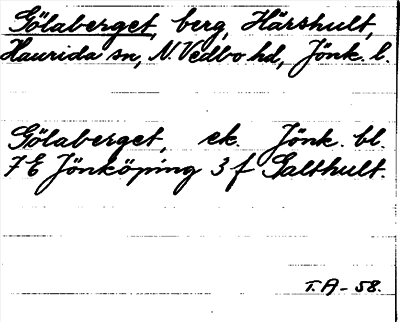 Gölaberget, berg, Härshult,
Haurida sn, N. Vedbo hd, Jönk. l.
Gölaberget, ek. Jönk. bl.
7 E Jönköping 3 f Galthult.
T.A-58.